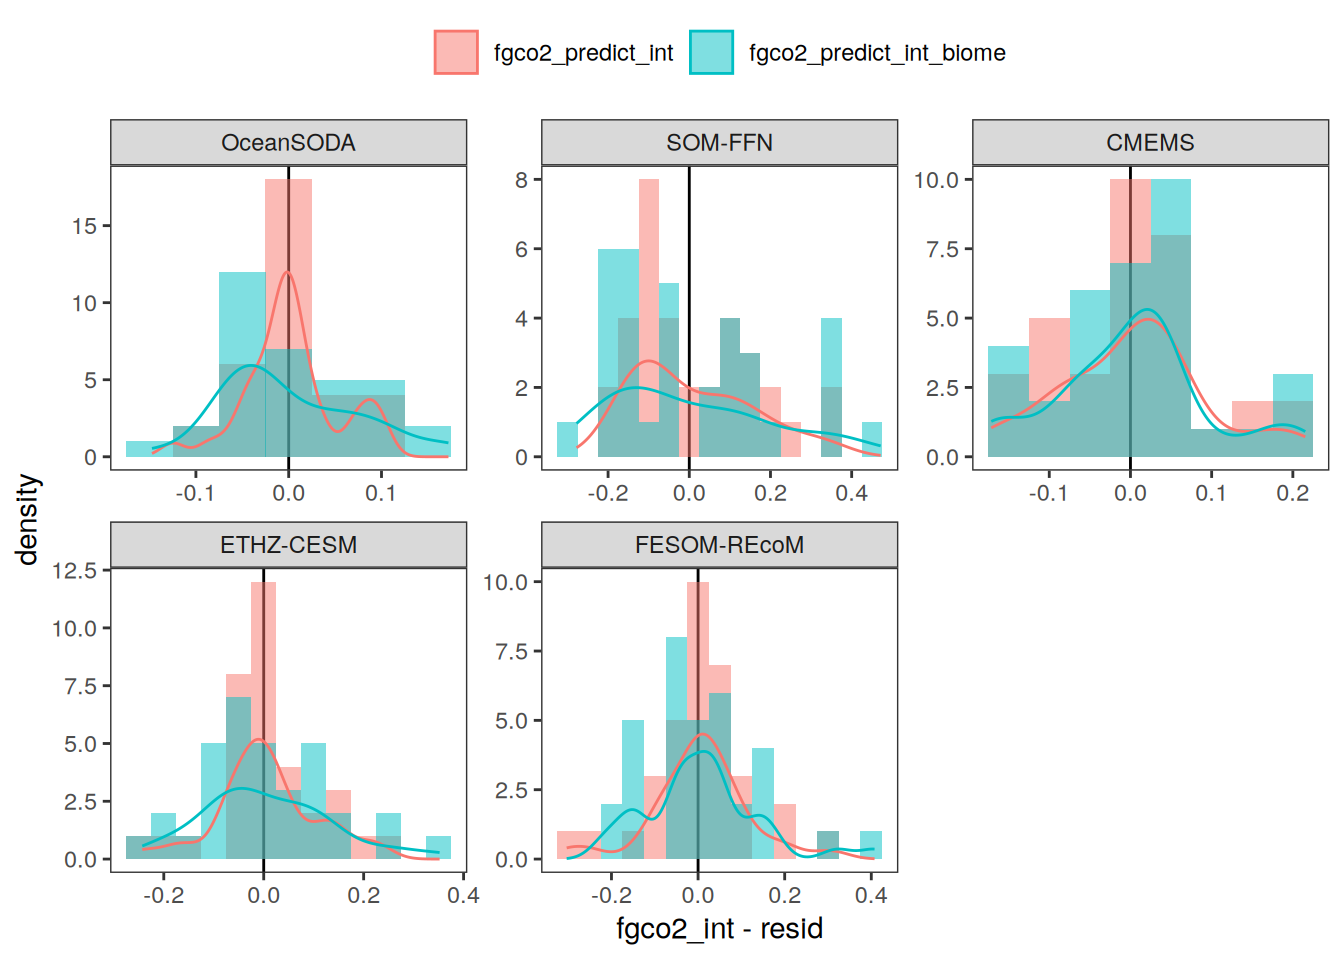 fgco2_predict_int fgco2_predict_int_biome
OceanSODA
SOM-FFN
CMEMS
15
10
5
0
-0.1 0.0 0.1
8
6
4
2
0
-0.2 0.0 0.2 0.4
10.0
7.5
5.0
2.5
0.0
-0.1 0.0 0.1 0.2
density
ETHZ-CESM
FESOM-REcoM
12.5
10.0
7.5
5.0
2.5
0.0
-0.2 0.0 0.2 0.4
10.0
7.5
5.0
2.5
0.0
-0.2 0.0 0.2 0.4
fgco2_int - resid